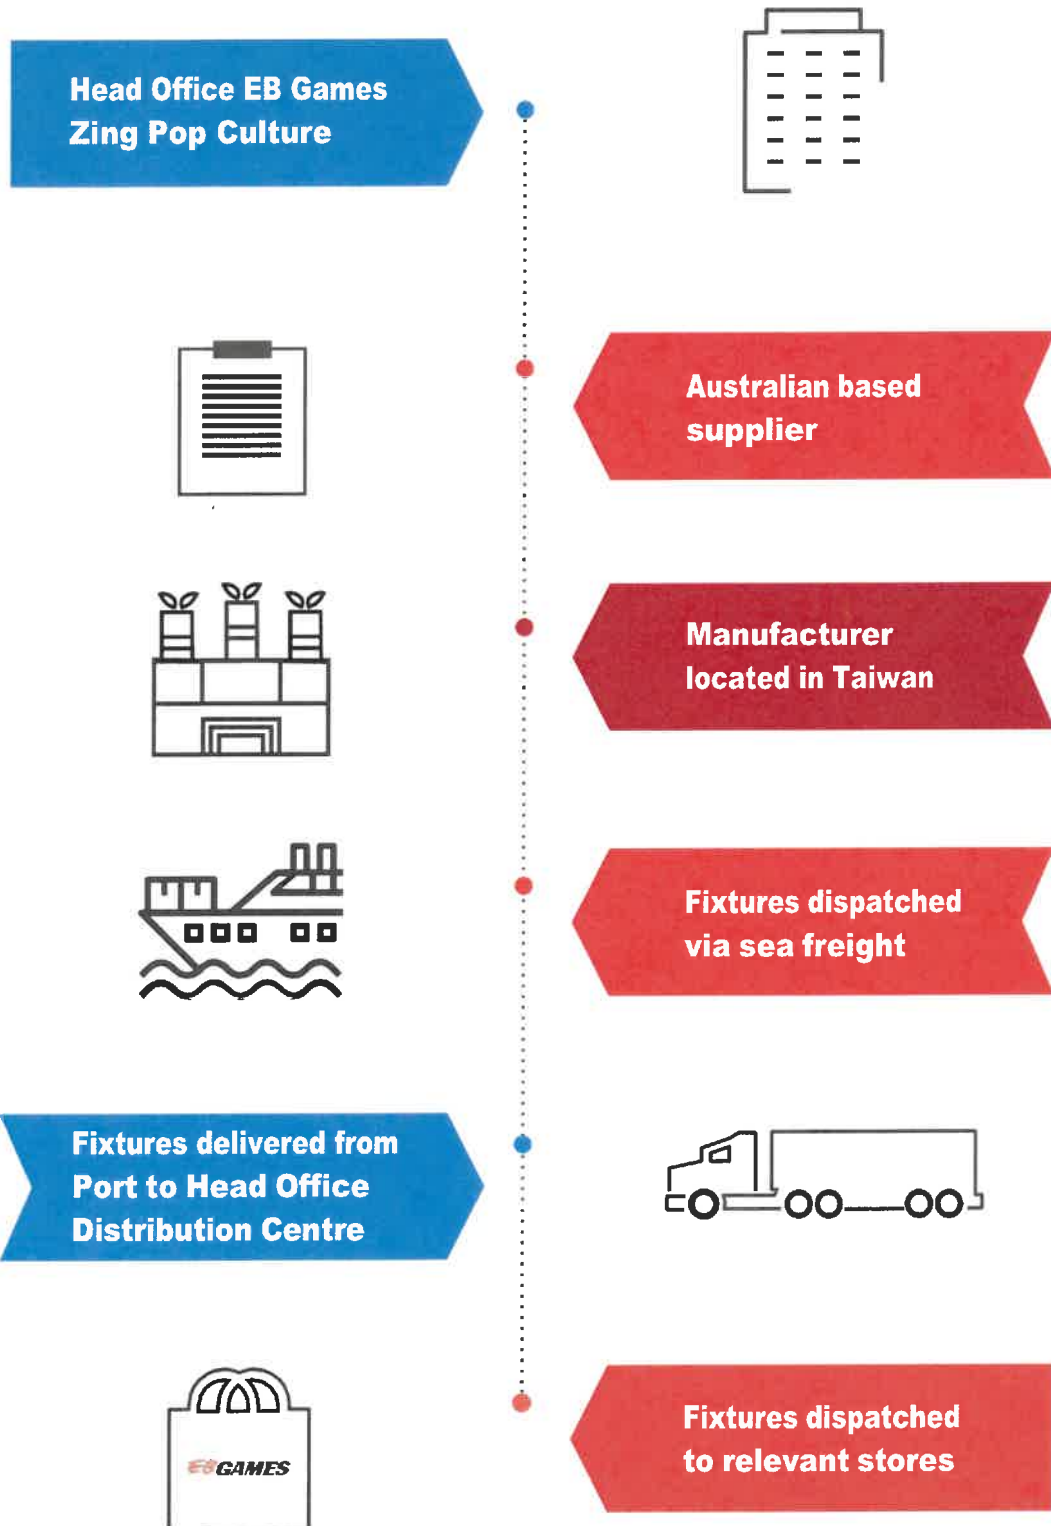 Head Office EB Games
Zing Pop Culture
Australian based
supplier
Manufacturer
located in Taiwan
Fixtures dispatched
via sea freight
Fixtures delivered from
Port to Head Office
Distribution Centre
EBGAMES
Fixtures dispatched
to relevant stores